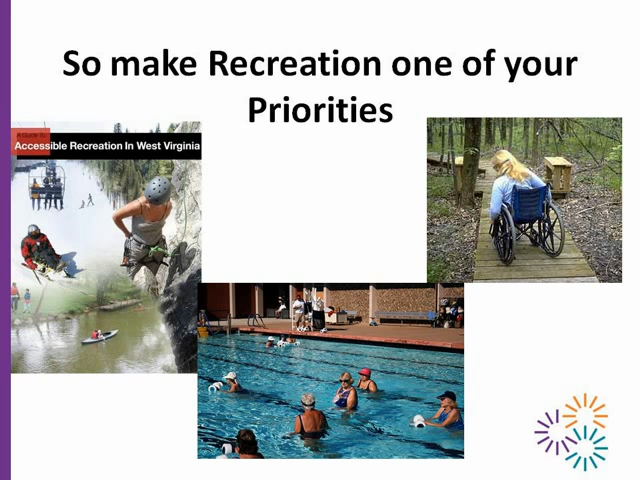 So make Recreation one of your
Priorities
A Guide To
Accessible Recreation In West Virginia